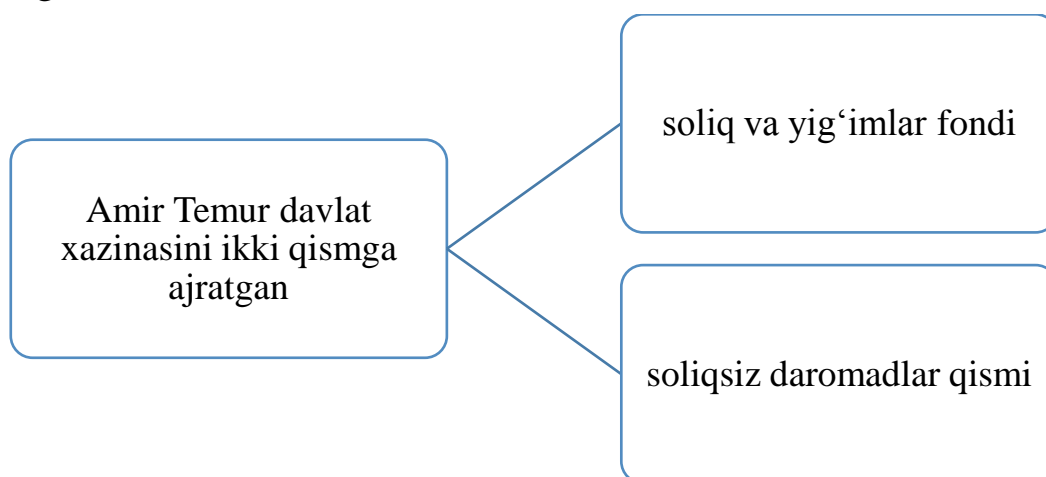 Amir Temur davlat
xazinasini ikki qismga
ajratgan
soliq va yig‘imlar fondi
soliqsiz daromadlar qismi